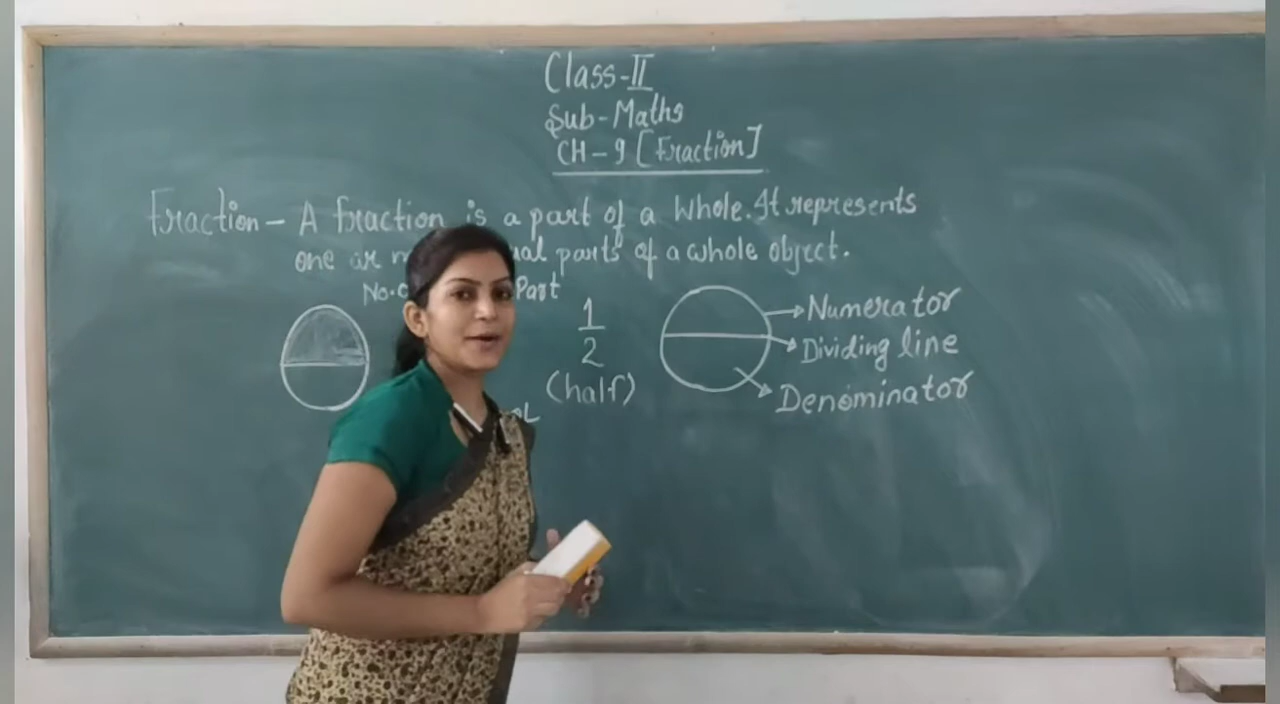 Class-II
Sub-Maths
CH-9 [Fraction]
Fraction - A fraction is a part of a whole. It represents
one or parts of a whole object.
Part
1
2
(half)
Numerator
Dividing line
Denominator